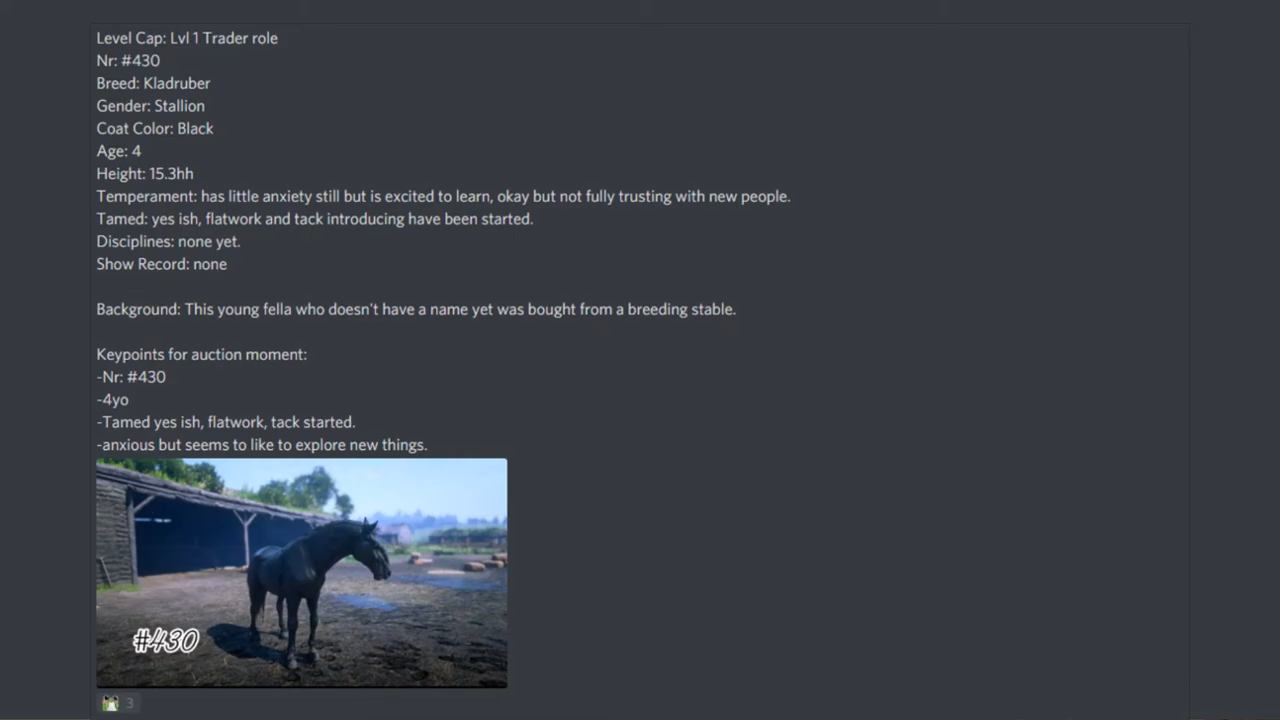 Level Cap: Lvl 1 Trader role
Nr: #430
Breed: Kladruber
Gender: Stallion
Coat Color: Black
Age: 4
Height: 15.3hh
Temperament: has little anxiety still but is excited to learn, okay but not fully trusting with new people.
Tamed: yes ish, flatwork and tack introducing have been started.
Disciplines: none yet.
Show Record: none
Background: This young fella who doesn't have a name yet was bought from a breeding stable.
Keypoints for auction moment:
-Nr: #430
-4yo
-Tamed yes ish, flatwork, tack started.
-anxious but seems to like to explore new things.
#430
3